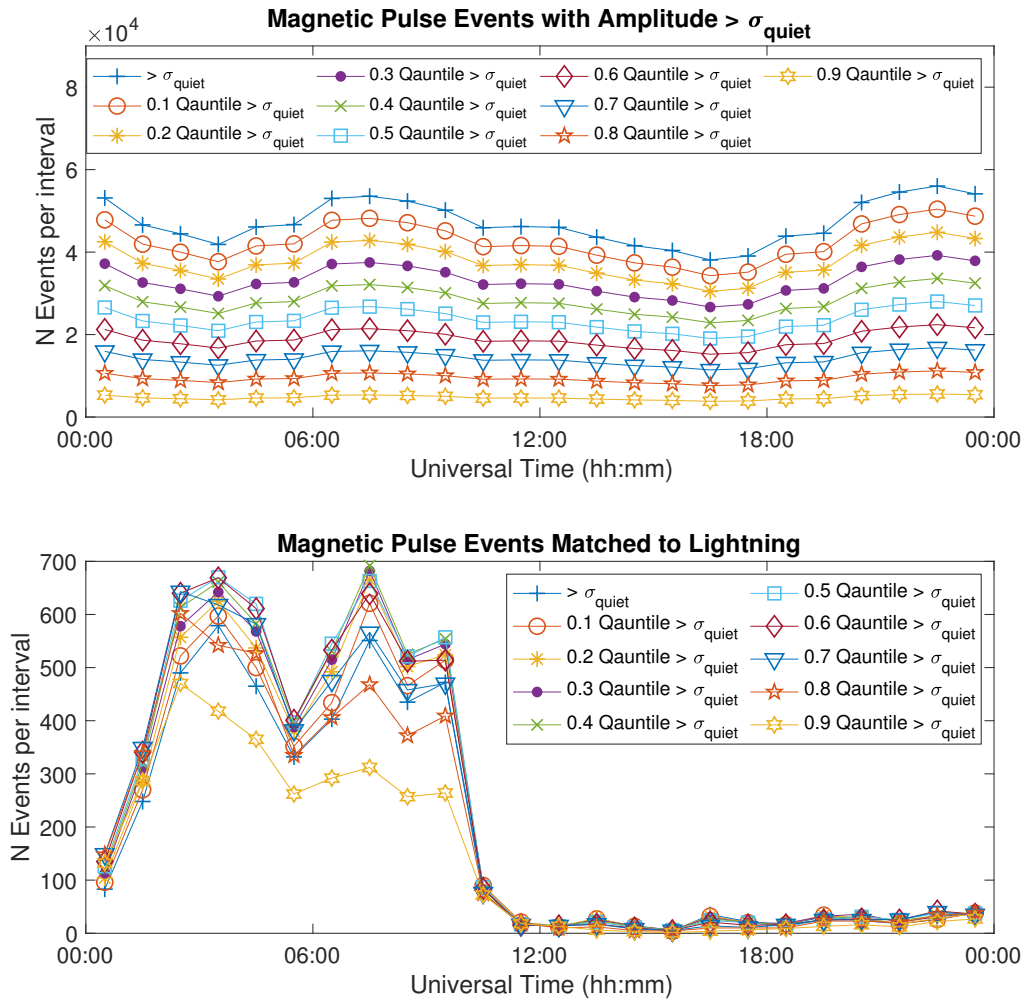 Magnetic Pulse Events with Amplitude > σquiet
×10⁴
> σquiet
0.1 Qauntile > σquiet
0.2 Qauntile > σquiet
0.3 Qauntile > σquiet
0.4 Qauntile > σquiet
0.5 Qauntile > σquiet
0.6 Qauntile > σquiet
0.7 Qauntile > σquiet
0.8 Qauntile > σquiet
0.9 Qauntile > σquiet
N Events per interval
8
6
4
2
0
00:00 06:00 12:00 18:00 00:00
Universal Time (hh:mm)
Magnetic Pulse Events Matched to Lightning
> σquiet
0.1 Qauntile > σquiet
0.2 Qauntile > σquiet
0.3 Qauntile > σquiet
0.4 Qauntile > σquiet
0.5 Qauntile > σquiet
0.6 Qauntile > σquiet
0.7 Qauntile > σquiet
0.8 Qauntile > σquiet
0.9 Qauntile > σquiet
N Events per interval
700
600
500
400
300
200
100
0
00:00 06:00 12:00 18:00 00:00
Universal Time (hh:mm)